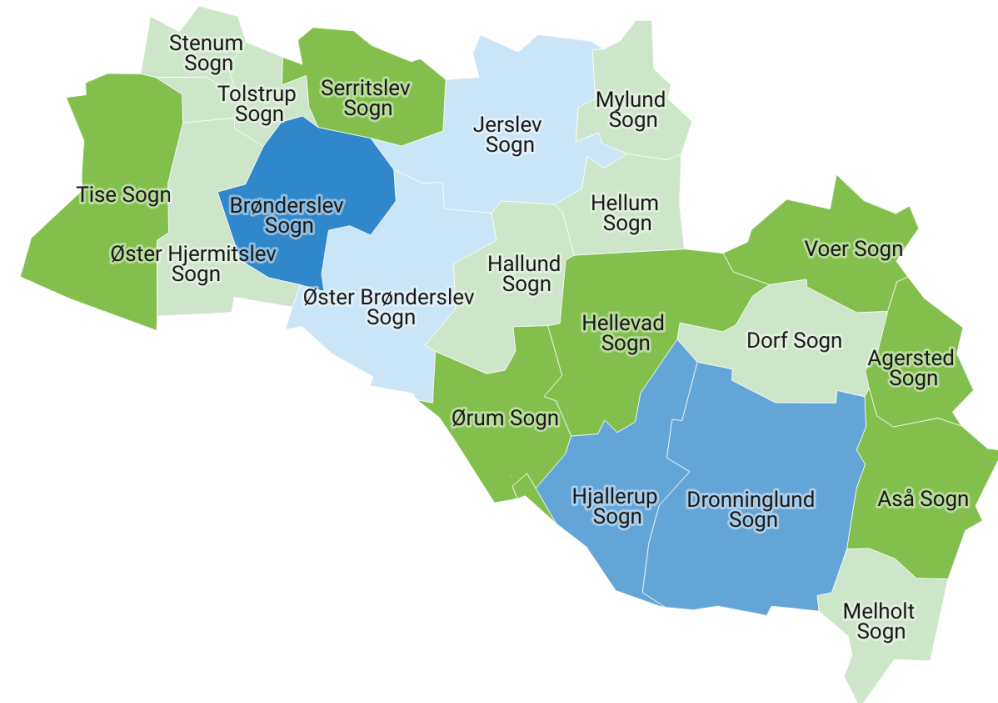 Stenum
Sogn
Tolstrup
Sogn
Serritslev
Sogn
Jerslev
Sogn
Mylund
Sogn
Tise Sogn
Brønderslev
Sogn
Hellum
Sogn
Øster Hjermitslev
Sogn
Hallund
Sogn
Voer Sogn
Øster Brønderslev
Sogn
Hellevad
Sogn
Dorf Sogn
Agersted
Sogn
Ørum Sogn
Hjallerup
Sogn
Dronninglund
Sogn
Aså Sogn
Melholt
Sogn